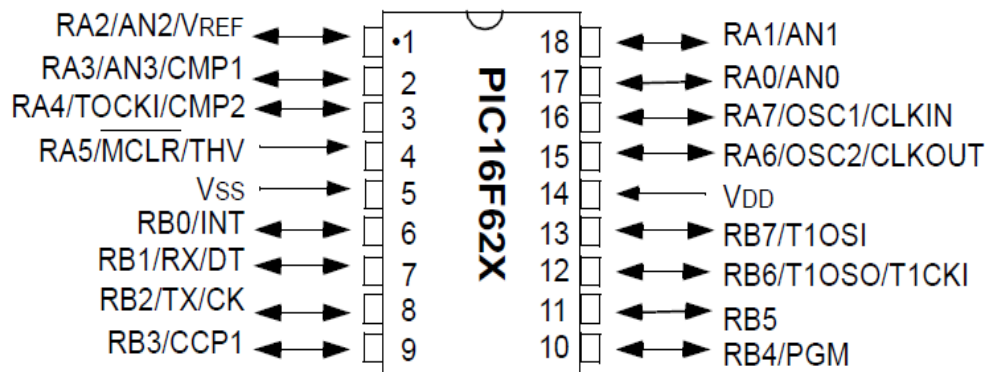 RA2/AN2/VREF
RA3/AN3/CMP1
RA4/TOCKI/CMP2
RA5/MCLR/THV
VSS
RB0/INT
RB1/RX/DT
RB2/TX/CK
RB3/CCP1
•1
2
3
4
5
6
7
8
9
PIC16F62X
18
17
16
15
14
13
12
11
10
RA1/AN1
RA0/AN0
RA7/OSC1/CLKIN
RA6/OSC2/CLKOUT
VDD
RB7/T1OSI
RB6/T1OSO/T1CKI
RB5
RB4/PGM